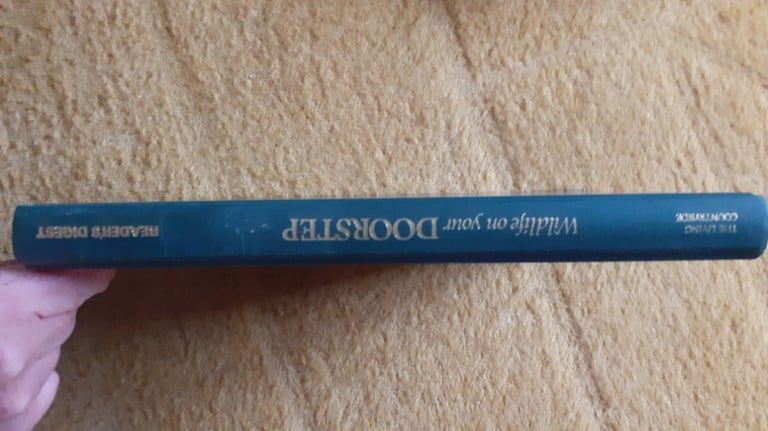 THE LIVING
COUNTRYSIDE
Wildlife on your DOORSTEP
READER'S DIGEST